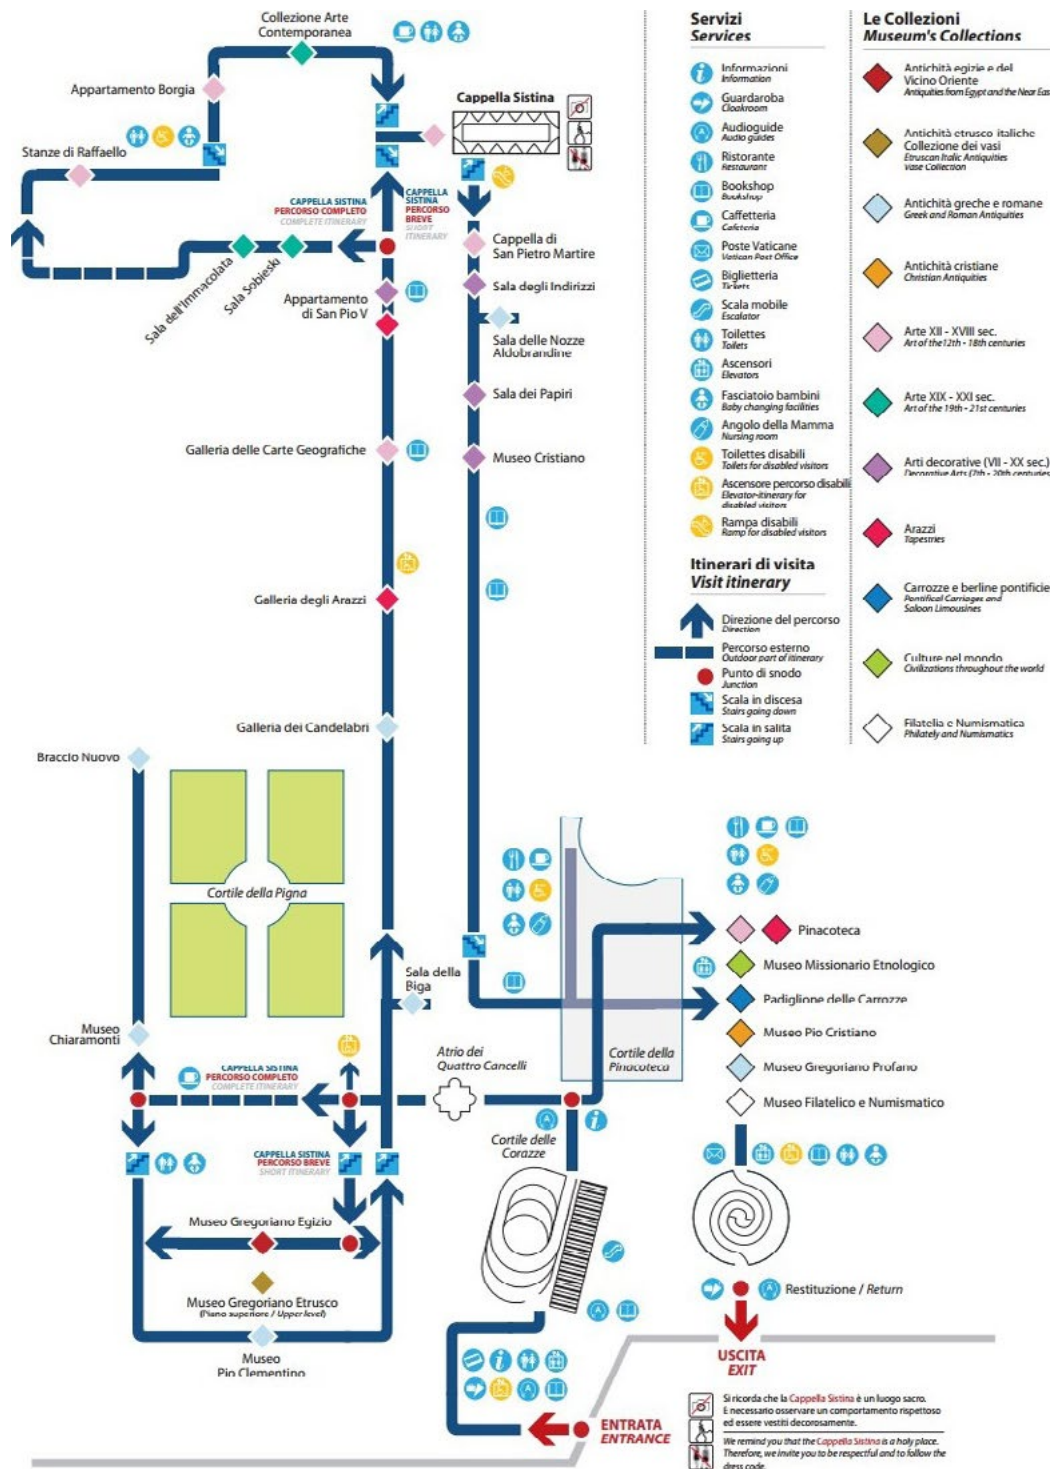 Collezione Arte
Contemporanea
Appartamento Borgia
Stanze di Raffaello
Cappella Sistina
CAPPELLA SISTINA
PERCORSO COMPLETO
COMPLETE ITINERARY
CAPPELLA
SISTINA
PERCORSO
BREVE
SHORT
ITINERARY
Sala dell'Immacolata
Sala Sobieski
Appartamento
di San Pio V
Cappella di
San Pietro Martire
Sala degli Indirizzi
Sala delle Nozze
Aldobrandine
Sala dei Papiri
Galleria delle Carte Geografiche
Museo Cristiano
Galleria degli Arazzi
Galleria dei Candelabri
Braccio Nuovo
Cortile della Pigna
Sala della
Biga
Museo
Chiaramonti
CAPPELLA SISTINA
PERCORSO COMPLETO
COMPLETE ITINERARY
Atrio dei
Quattro Cancelli
Cortile della
Pinacoteca
CAPPELLA SISTINA
PERCORSO BREVE
SHORT ITINERARY
Cortile delle
Corazze
Museo Gregoriano Egizio
Museo Gregoriano Etrusco
(Piano superiore / Upper level)
Museo
Pio Clementino
Pinacoteca
Museo Missionario Etnologico
Padiglione delle Carrozze
Museo Pio Cristiano
Museo Gregoriano Profano
Museo Filatelico e Numismatico
Restituzione / Return
USCITA
EXIT
ENTRATA
ENTRANCE
Si ricorda che la Cappella Sistina è un luogo sacro.
E necessario osservare un comportamento rispettoso
ed essere vestiti decorosamente.
We remind you that the Cappella Sistina is a holy place.
Therefore, we invite you to be respectful and to follow the
dress code.
Servizi
Services
Informazioni
Information
Guardaroba
Cloakroom
Audioguide
Audio guides
Ristorante
Restaurant
Bookshop
Bookshop
Caffetteria
Cafeteria
Poste Vaticane
Vatican Post Office
Biglietteria
Tickets
Scala mobile
Escalator
Toilettes
Toilets
Ascensori
Elevators
Fasciatoio bambini
Baby changing facilities
Angolo della Mamma
Nursing room
Toilettes disabili
Toilets for disabled visitors
Ascensore percorso disabili
Elevator-itinerary for
disabled visitors
Rampa disabili
Ramp for disabled visitors
Itinerari di visita
Visit itinerary
Direzione del percorso
Direction
Percorso esterno
Outdoor part of itinerary
Punto di snodo
Junction
Scala in discesa
Stairs going down
Scala in salita
Stairs going up
Le Collezioni
Museum's Collections
Antichità egizie e del
Vicino Oriente
Antiquities from Egypt and the Near Eas
Antichità etrusco italiche
Collezione dei vasi
Etruscan Italic Antiquities
Vase Collection
Antichità greche e romane
Greek and Roman Antiquities
Antichità cristiane
Christian Antiquities
Arte XII - XVIII sec.
Art of the 12th - 18th centuries
Arte XIX - XXI sec.
Art of the 19th - 21st centuries
Arti decorative (VII - XX sec.)
Decorative Arts (7th - 20th centuries
Arazzi
Tapestries
Carrozze e berline pontificie
Pontifical Carriages and
Saloon Limousines
Culture nel mondo
Civilizations throughout the world
Filatelia e Numismatica
Philately and Numismatics